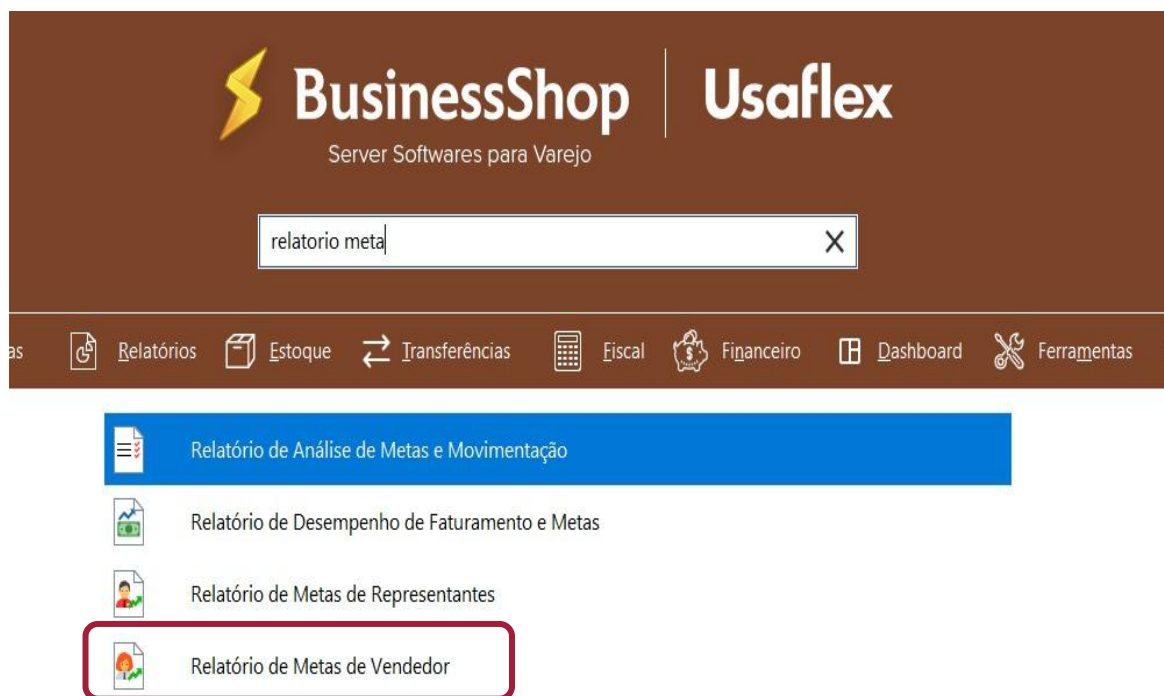 BusinessShop | Usaflex
Server Softwares para Varejo
relatorio meta
as Relatórios Estoque Transferências Fiscal Financeiro Dashboard Ferramentas
Relatório de Análise de Metas e Movimentação
Relatório de Desempenho de Faturamento e Metas
Relatório de Metas de Representantes
Relatório de Metas de Vendedor